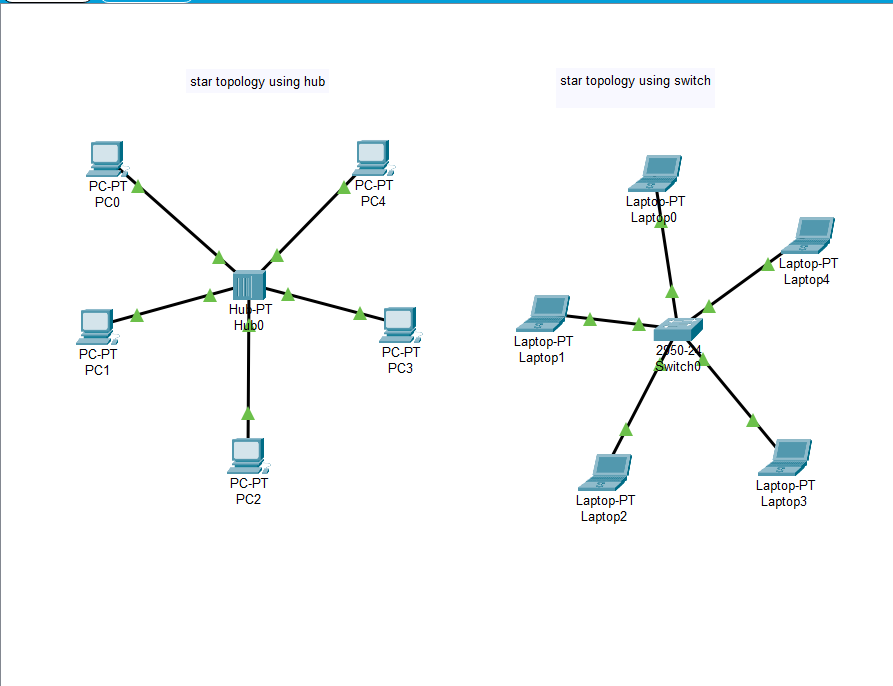 star topology using hub
star topology using switch
PC-PT
PC0
PC-PT
PC4
Hub-PT
Hub0
PC-PT
PC1
PC-PT
PC3
PC-PT
PC2
Laptop-PT
Laptop0
Laptop-PT
Laptop4
Laptop-PT
Laptop1
2950-24
Switch0
Laptop-PT
Laptop2
Laptop-PT
Laptop3